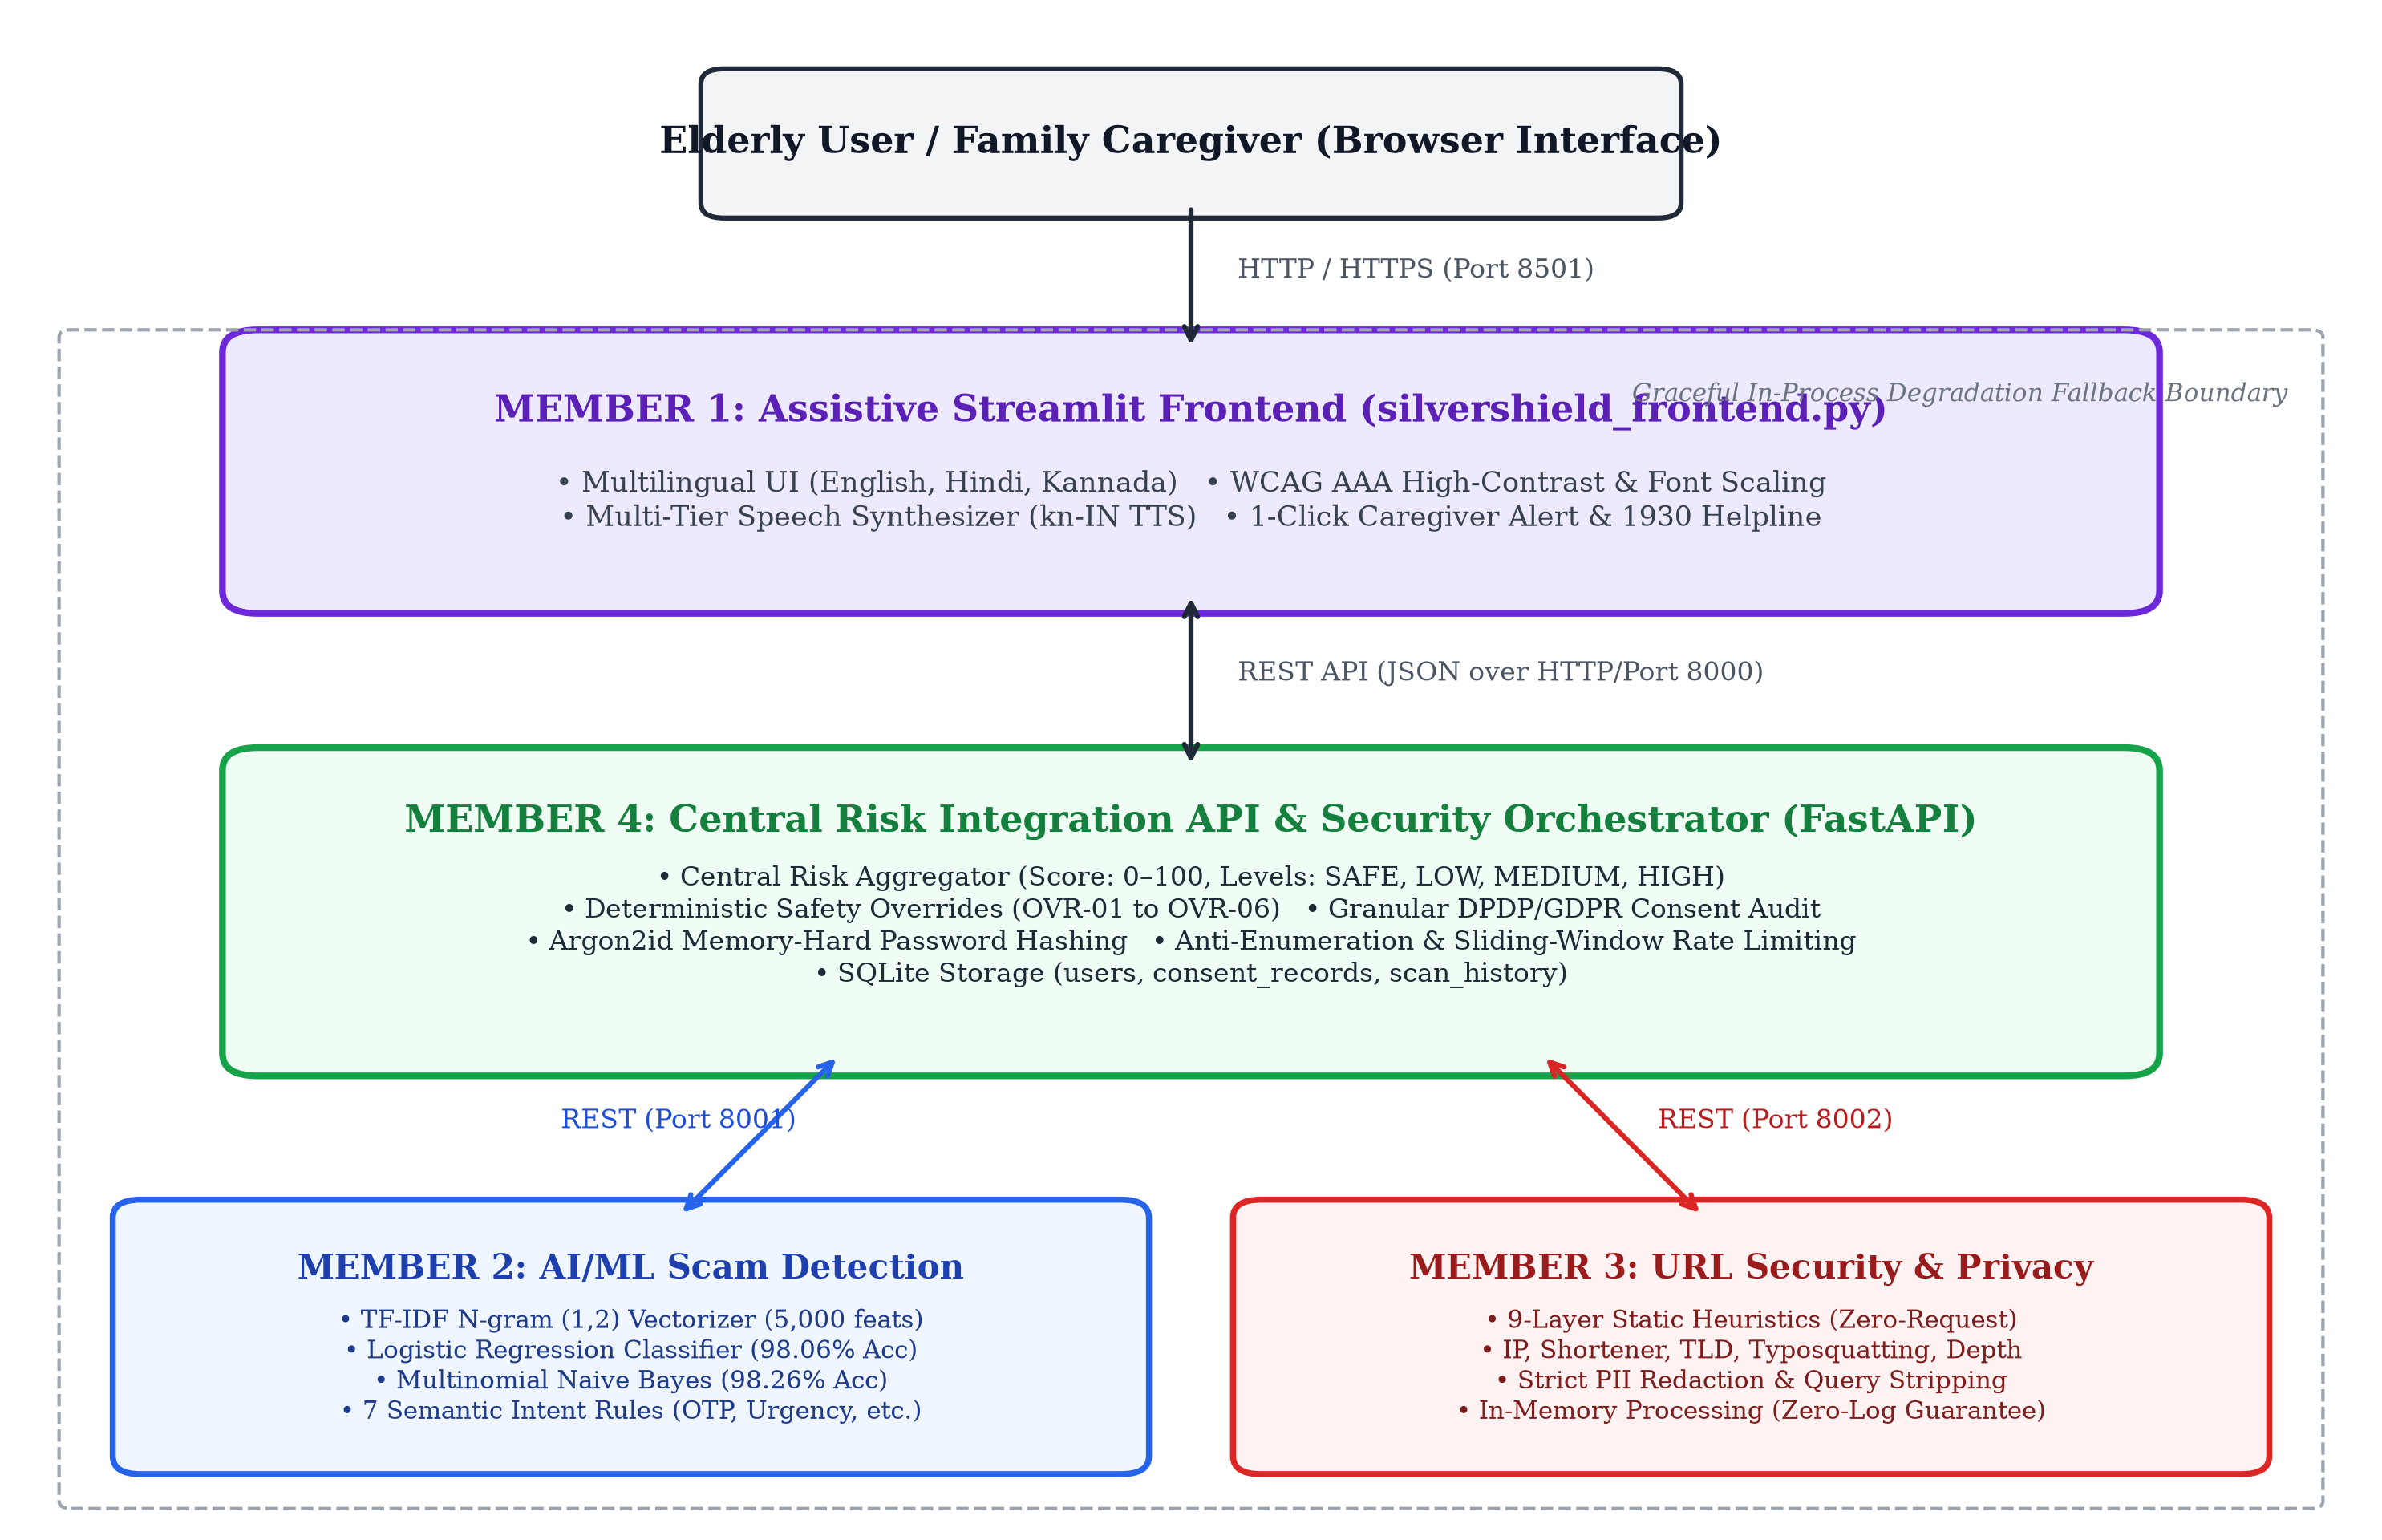 Elderly User / Family Caregiver (Browser Interface)
HTTP / HTTPS (Port 8501)
Graceful In-Process Degradation Fallback Boundary
MEMBER 1: Assistive Streamlit Frontend (silvershield_frontend.py)
• Multilingual UI (English, Hindi, Kannada) • WCAG AAA High-Contrast & Font Scaling
• Multi-Tier Speech Synthesizer (kn-IN TTS) • 1-Click Caregiver Alert & 1930 Helpline
REST API (JSON over HTTP/Port 8000)
MEMBER 4: Central Risk Integration API & Security Orchestrator (FastAPI)
• Central Risk Aggregator (Score: 0–100, Levels: SAFE, LOW, MEDIUM, HIGH)
• Deterministic Safety Overrides (OVR-01 to OVR-06) • Granular DPDP/GDPR Consent Audit
• Argon2id Memory-Hard Password Hashing • Anti-Enumeration & Sliding-Window Rate Limiting
• SQLite Storage (users, consent_records, scan_history)
REST (Port 8001)
REST (Port 8002)
MEMBER 2: AI/ML Scam Detection
• TF-IDF N-gram (1,2) Vectorizer (5,000 feats)
• Logistic Regression Classifier (98.06% Acc)
• Multinomial Naive Bayes (98.26% Acc)
• 7 Semantic Intent Rules (OTP, Urgency, etc.)
MEMBER 3: URL Security & Privacy
• 9-Layer Static Heuristics (Zero-Request)
• IP, Shortener, TLD, Typosquatting, Depth
• Strict PII Redaction & Query Stripping
• In-Memory Processing (Zero-Log Guarantee)